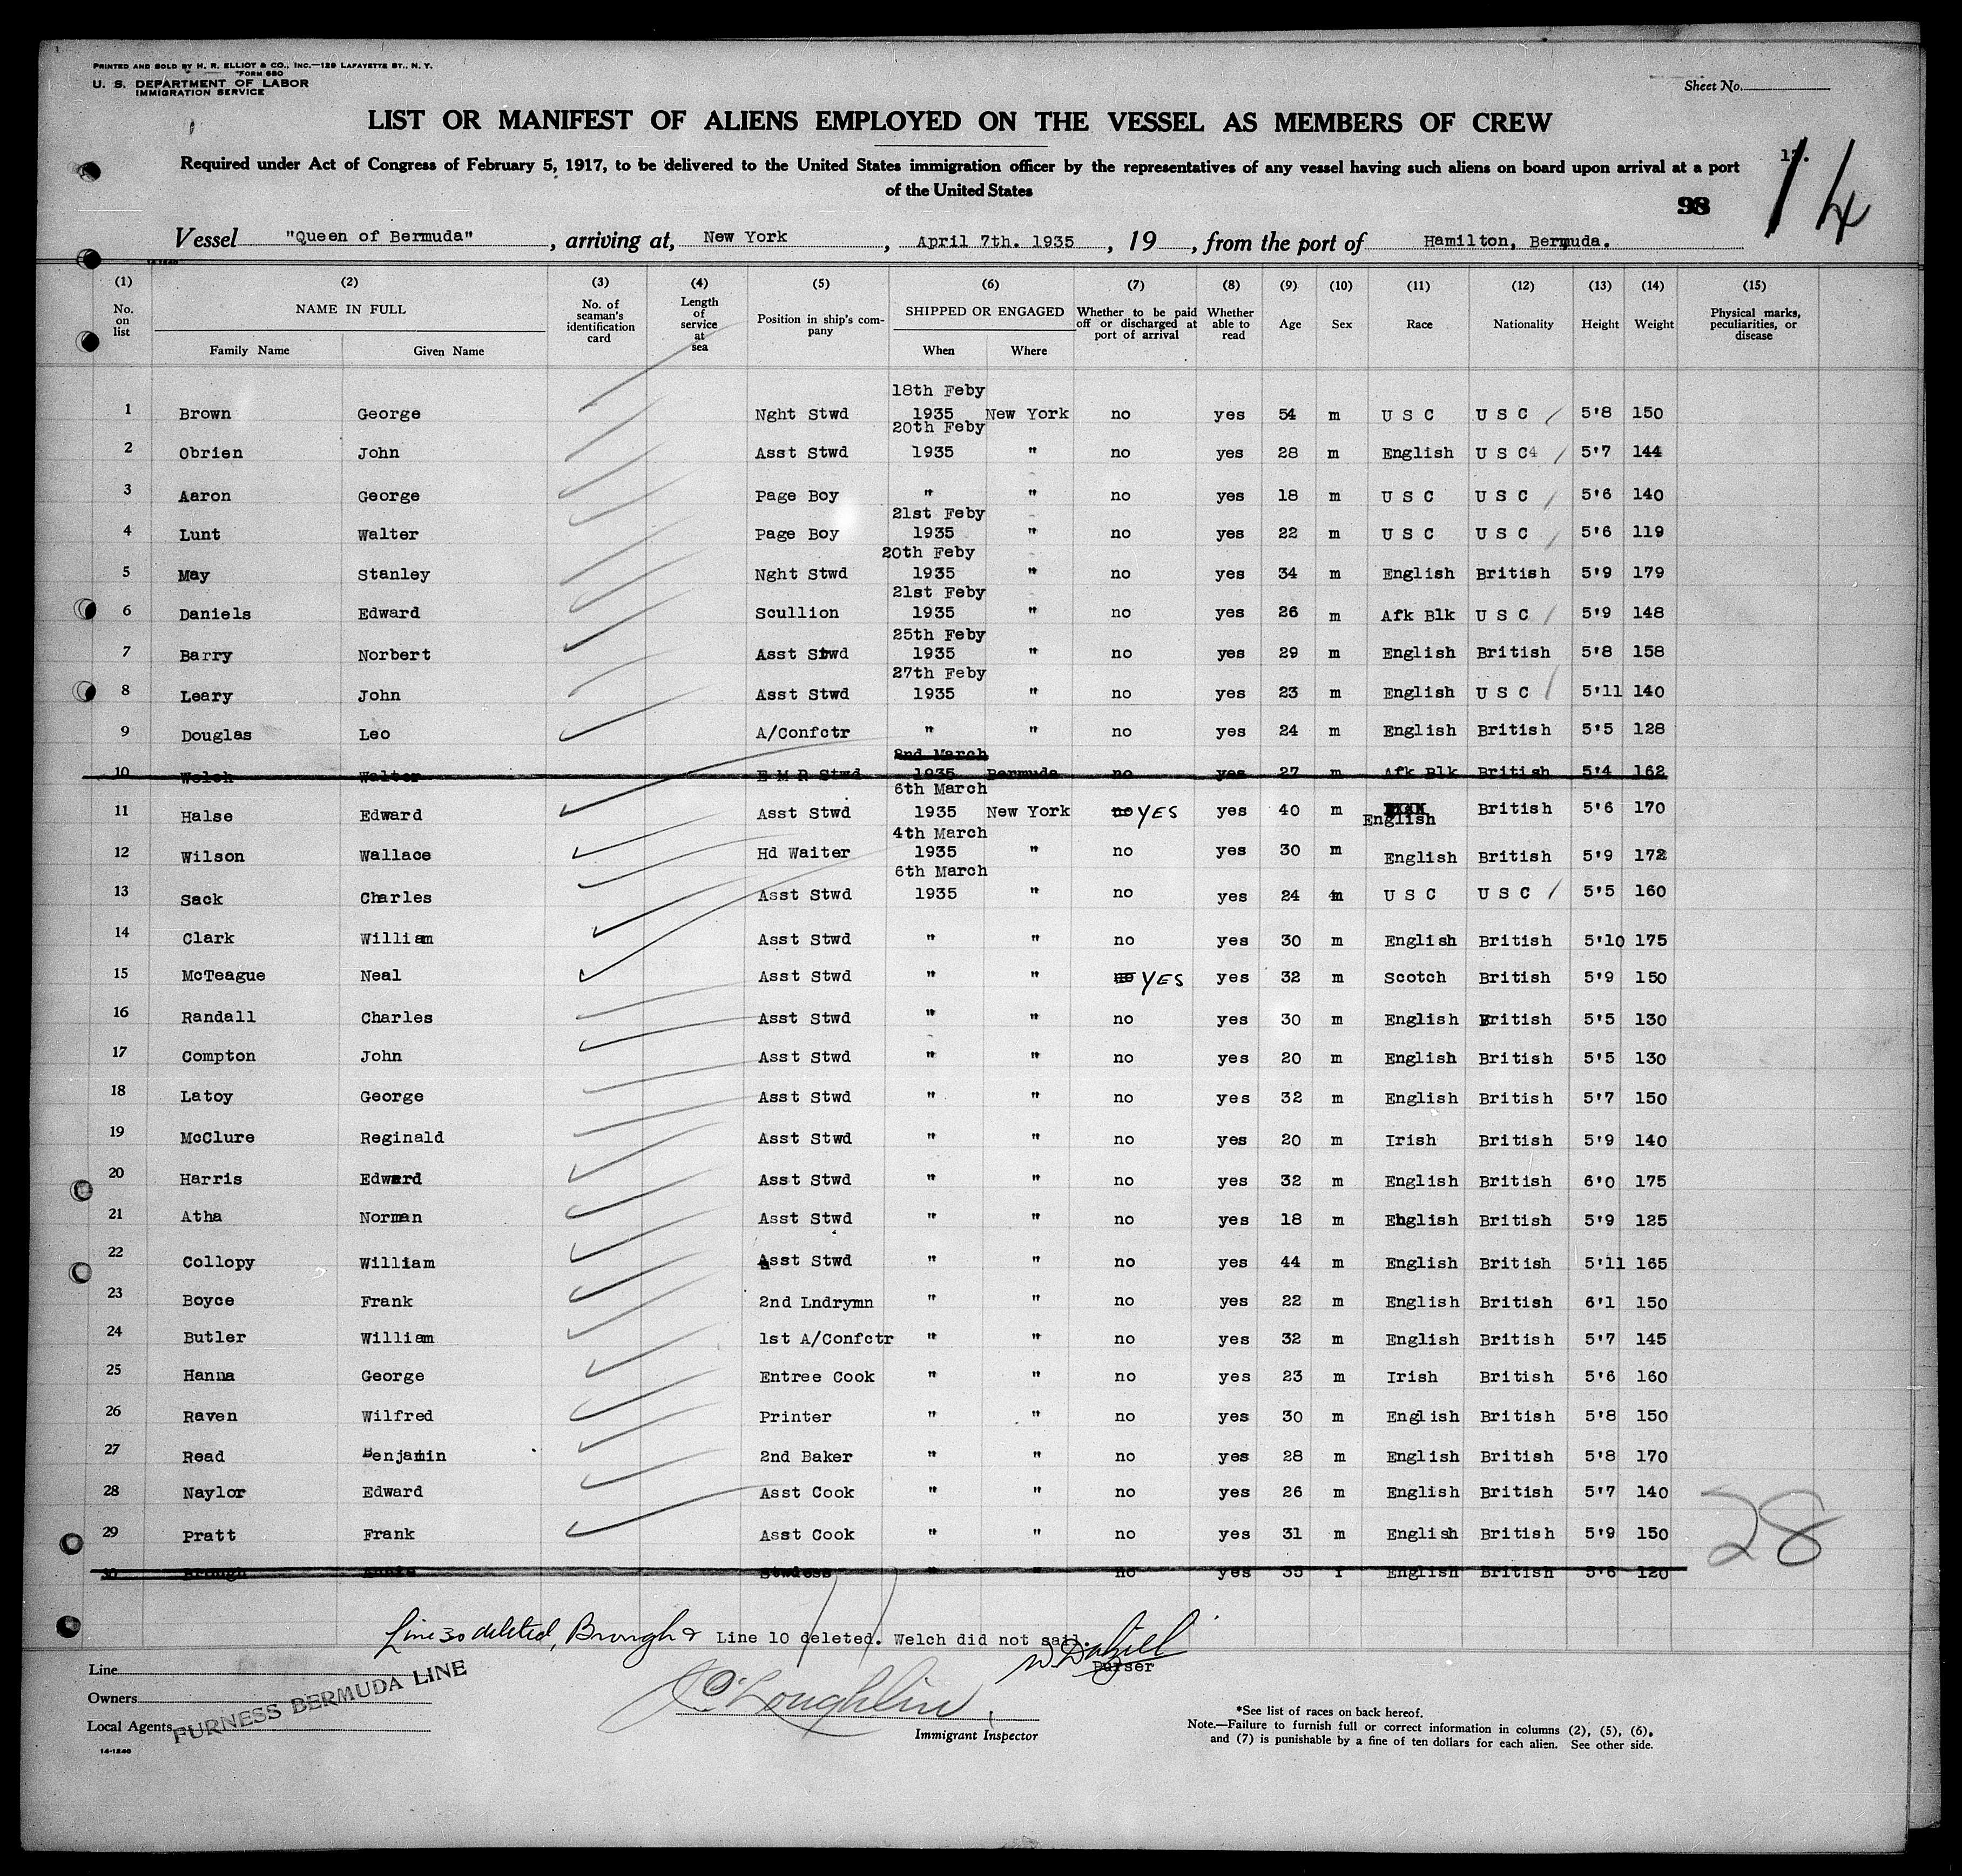 PRINTED AND SOLD BY H. R. ELLIOT & CO., INC.—129 LAFAYETTE ST., N. Y.
*FORM 680
U. S. DEPARTMENT OF LABOR
IMMIGRATION SERVICE
Sheet No.
LIST OR MANIFEST OF ALIENS EMPLOYED ON THE VESSEL AS MEMBERS OF CREW
Required under Act of Congress of February 5, 1917, to be delivered to the United States immigration officer by the representatives of any vessel having such aliens on board upon arrival at a port
of the United States
14
98
Vessel "Queen of Bermuda", arriving at, New York, April 7th. 1935, 19, from the port of Hamilton, Bermuda.
(1) (2) (3) (4) (5) (6) (7) (8) (9) (10) (11) (12) (13) (14) (15)
No. on list NAME IN FULL Family Name Given Name No. of seaman's identification card Length of service at sea Position in ship's company SHIPPED OR ENGAGED When Where Whether to be paid off or discharged at port of arrival Whether able to read Age Sex Race Nationality Height Weight Physical marks, peculiarities, or disease
1 Brown George Nght Stwd 18th Feby 1935 New York no yes 54 m U S C U S C 5'8 150
2 Obrien John Asst Stwd 20th Feby 1935 " no yes 28 m English U S C4 5'7 144
3 Aaron George Page Boy " " no yes 18 m U S C U S C 5'6 140
4 Lunt Walter Page Boy 21st Feby 1935 " no yes 22 m U S C U S C 5'6 119
5 May Stanley Nght Stwd 20th Feby 1935 " no yes 34 m English British 5'9 179
6 Daniels Edward Scullion 21st Feby 1935 " no yes 26 m Afk Blk U S C 5'9 148
7 Barry Norbert Asst Stwd 25th Feby 1935 " no yes 29 m English British 5'8 158
8 Leary John Asst Stwd 27th Feby 1935 " no yes 23 m English U S C 5'11 140
9 Douglas Leo A/Confctr " " no yes 24 m English British 5'5 128
10 Welch Walter E M R Stwd 2nd March 1935 Bermuda no yes 27 m Afk Blk British 5'4 162
11 Halse Edward Asst Stwd 6th March 1935 New York no YES yes 40 m English British 5'6 170
12 Wilson Wallace Hd Waiter 4th March 1935 " no yes 30 m English British 5'9 172
13 Sack Charles Asst Stwd 6th March 1935 " no yes 24 m U S C U S C 5'5 160
14 Clark William Asst Stwd " " no yes 30 m English British 5'10 175
15 McTeague Neal Asst Stwd " " no YES yes 32 m Scotch British 5'9 150
16 Randall Charles Asst Stwd " " no yes 30 m English British 5'5 130
17 Compton John Asst Stwd " " no yes 20 m English British 5'5 130
18 Latoy George Asst Stwd " " no yes 32 m English British 5'7 150
19 McClure Reginald Asst Stwd " " no yes 20 m Irish British 5'9 140
20 Harris Edward Asst Stwd " " no yes 32 m English British 6'0 175
21 Atha Norman Asst Stwd " " no yes 18 m English British 5'9 125
22 Collopy William Asst Stwd " " no yes 44 m English British 5'11 165
23 Boyce Frank 2nd Lndrymn " " no yes 22 m English British 6'1 150
24 Butler William 1st A/Confctr " " no yes 32 m English British 5'7 145
25 Hanna George Entree Cook " " no yes 23 m Irish British 5'6 160
26 Raven Wilfred Printer " " no yes 30 m English British 5'8 150
27 Read Benjamin 2nd Baker " " no yes 28 m English British 5'8 170
28 Naylor Edward Asst Cook " " no yes 26 m English British 5'7 140
29 Pratt Frank Asst Cook " " no yes 31 m English British 5'9 150
28
30 Brough Annie Stwdess " " no yes 35 f English British 5'6 120
Line 30 deleted, Brough & Line 10 deleted. Welch did not sail.
Purser
Line
Owners
Local Agents
FURNESS BERMUDA LINE
J O'Loughlin
Immigrant Inspector
*See list of races on back hereof.
Note.—Failure to furnish full or correct information in columns (2), (5), (6),
and (7) is punishable by a fine of ten dollars for each alien. See other side.
14-1240